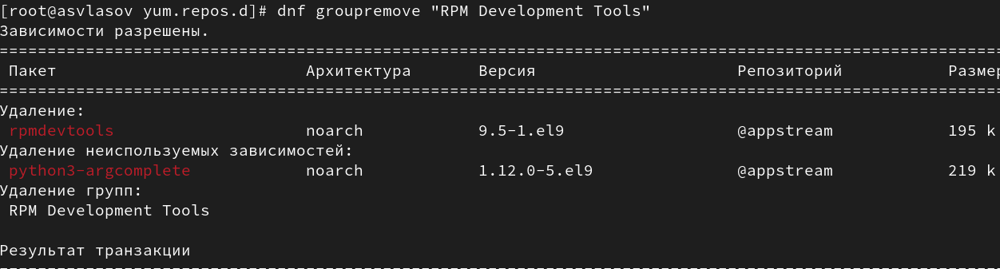 [root@asvlasov yum.repos.d]# dnf groupremove "RPM Development Tools"
Зависимости разрешены.
================================================================================
Пакет Архитектура Версия Репозиторий Размер
================================================================================
Удаление:
rpmdevtools noarch 9.5-1.el9 @appstream 195 k
Удаление неиспользуемых зависимостей:
python3-argcomplete noarch 1.12.0-5.el9 @appstream 219 k
Удаление групп:
RPM Development Tools
Результат транзакции
================================================================================